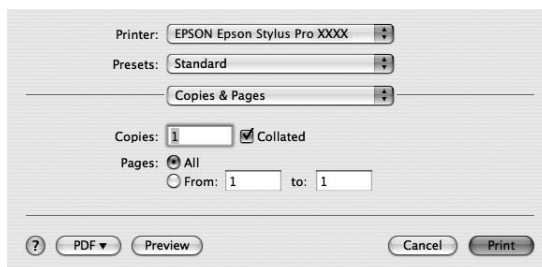 Printer: EPSON Epson Stylus Pro XXXX
Presets: Standard
Copies & Pages
Copies: 1 Collated
Pages: All
From: 1 to: 1
? PDF Preview Cancel Print